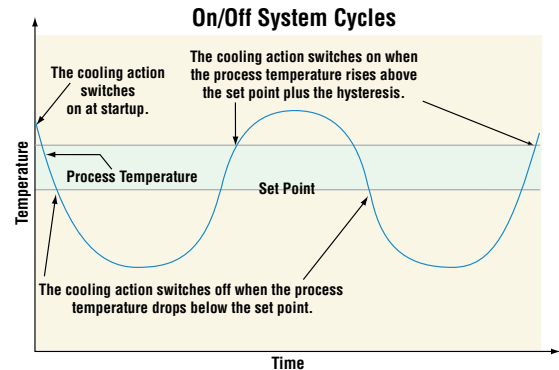 On/Off System Cycles
Temperature
The cooling action
switches
on at startup.
The cooling action switches on when
the process temperature rises above
the set point plus the hysteresis.
Process Temperature
Set Point
The cooling action switches off when the process
temperature drops below the set point.
Time